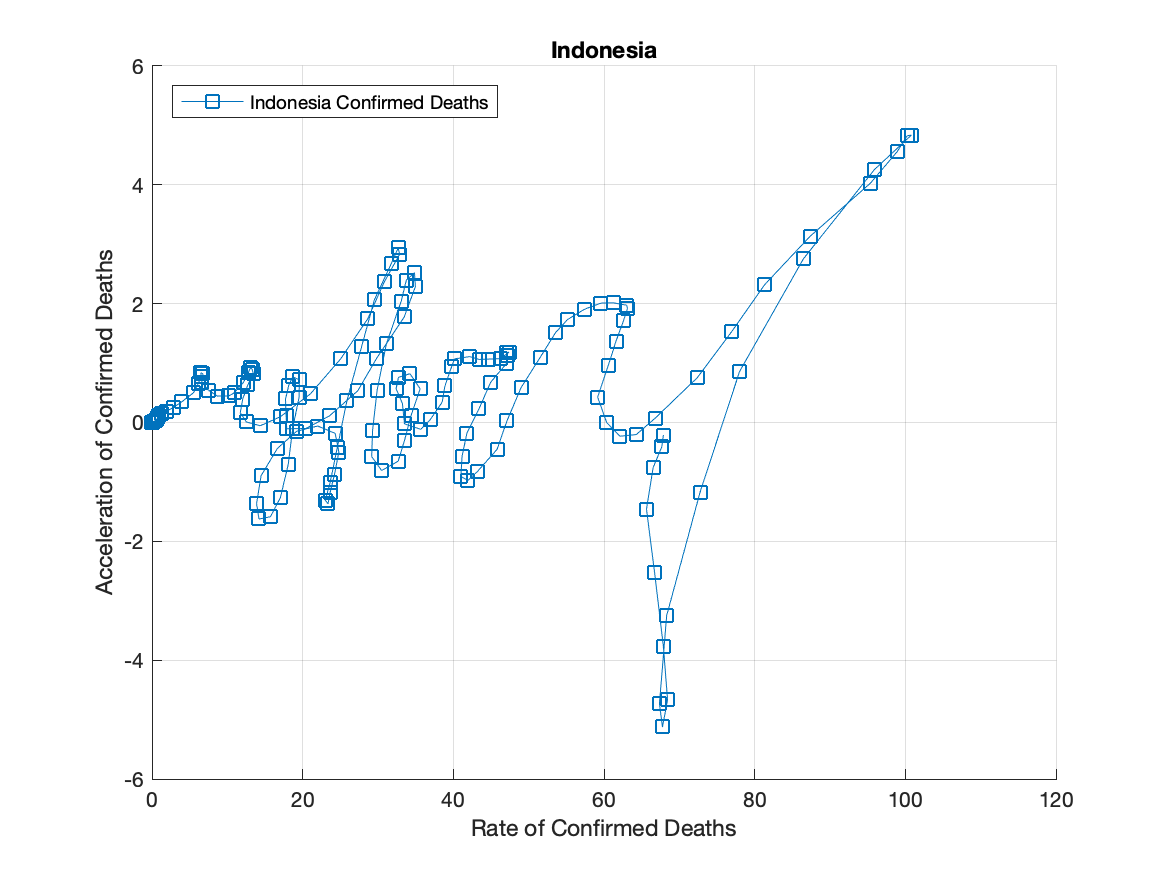 Indonesia
6
Indonesia Confirmed Deaths
4
2
0
-2
-4
-6
Acceleration of Confirmed Deaths
0 20 40 60 80 100 120
Rate of Confirmed Deaths